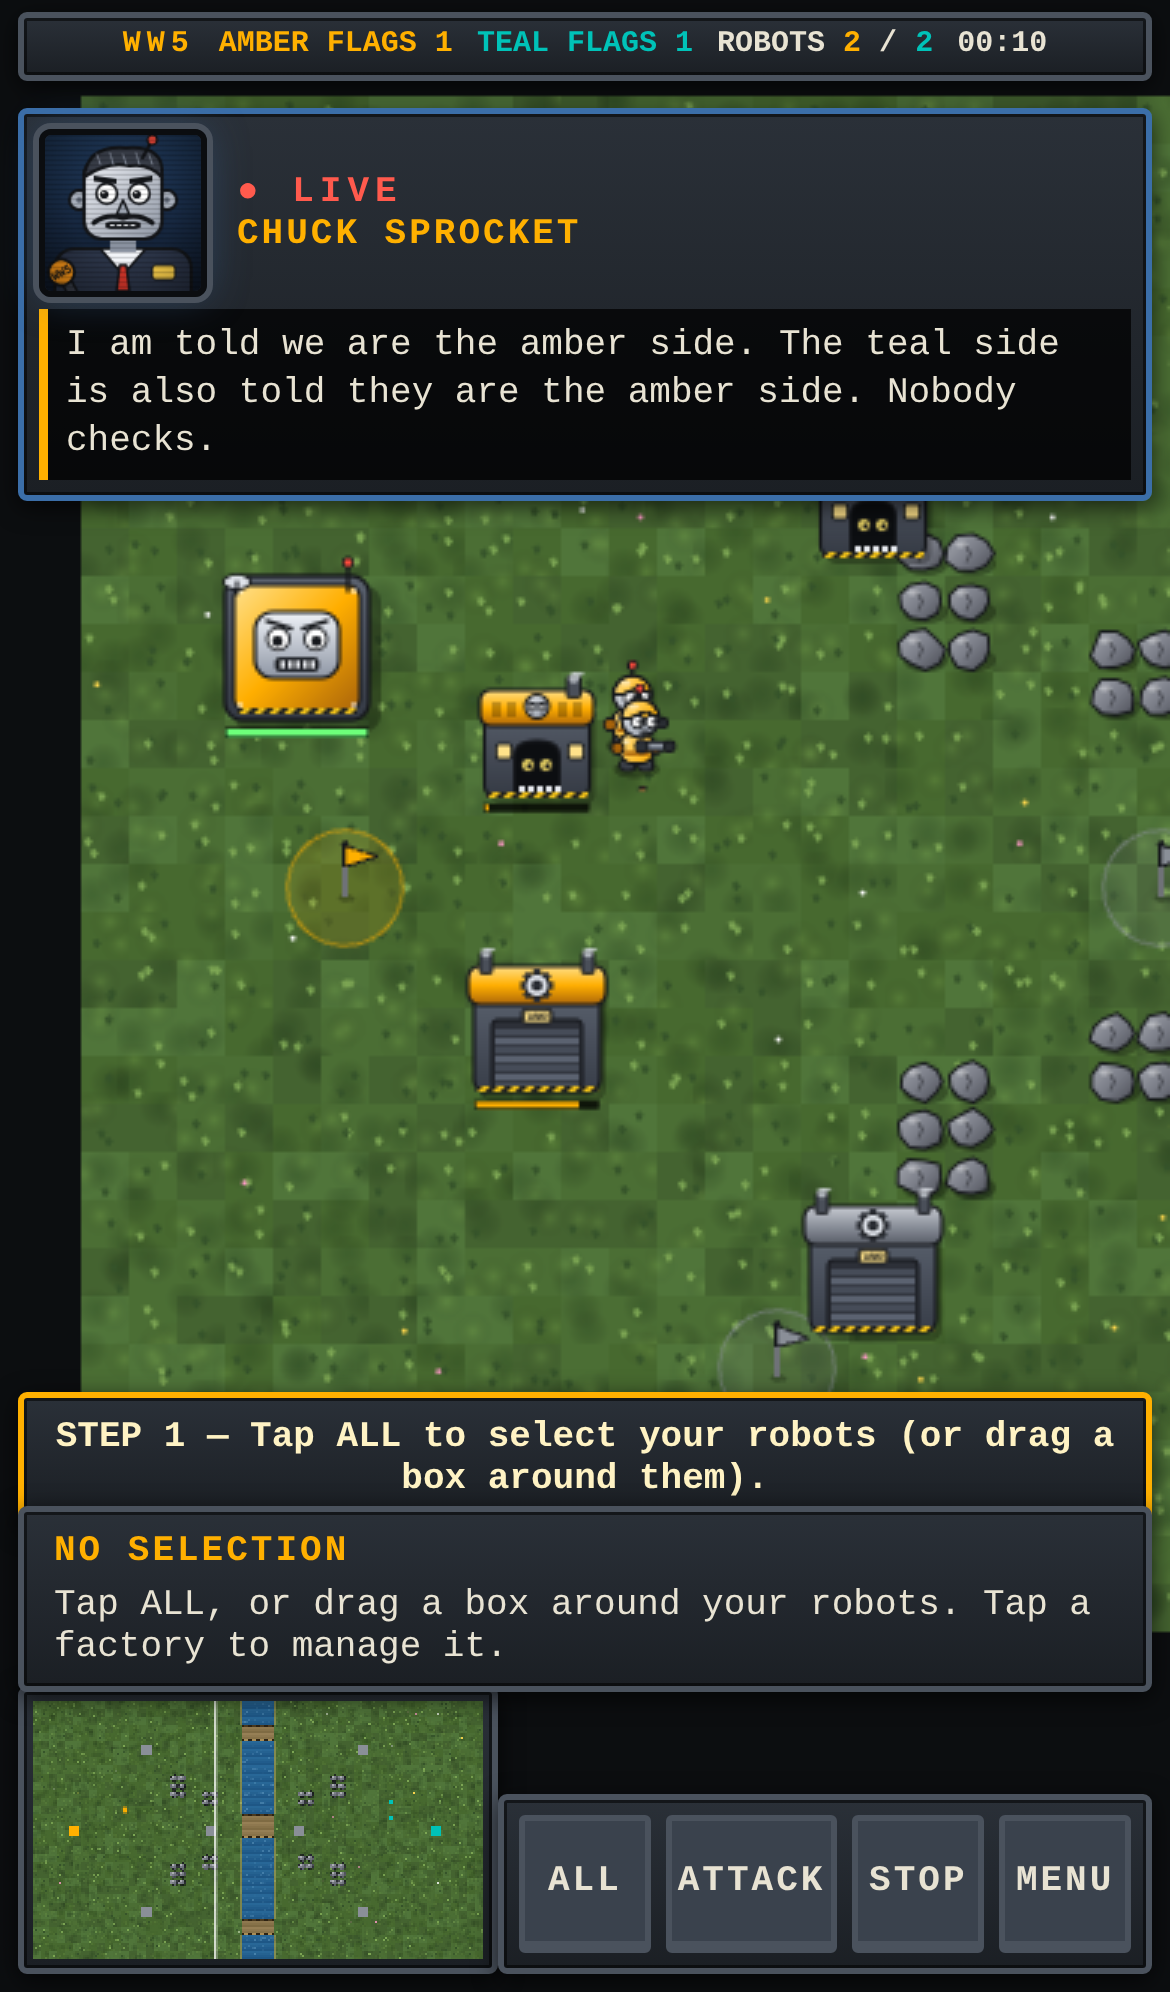 WW5 AMBER FLAGS 1 TEAL FLAGS 1 ROBOTS 2 / 2 00:10
● LIVE
CHUCK SPROCKET
I am told we are the amber side. The teal side
is also told they are the amber side. Nobody
checks.
STEP 1 — Tap ALL to select your robots (or drag a
box around them).
NO SELECTION
Tap ALL, or drag a box around your robots. Tap a
factory to manage it.
ALL ATTACK STOP MENU